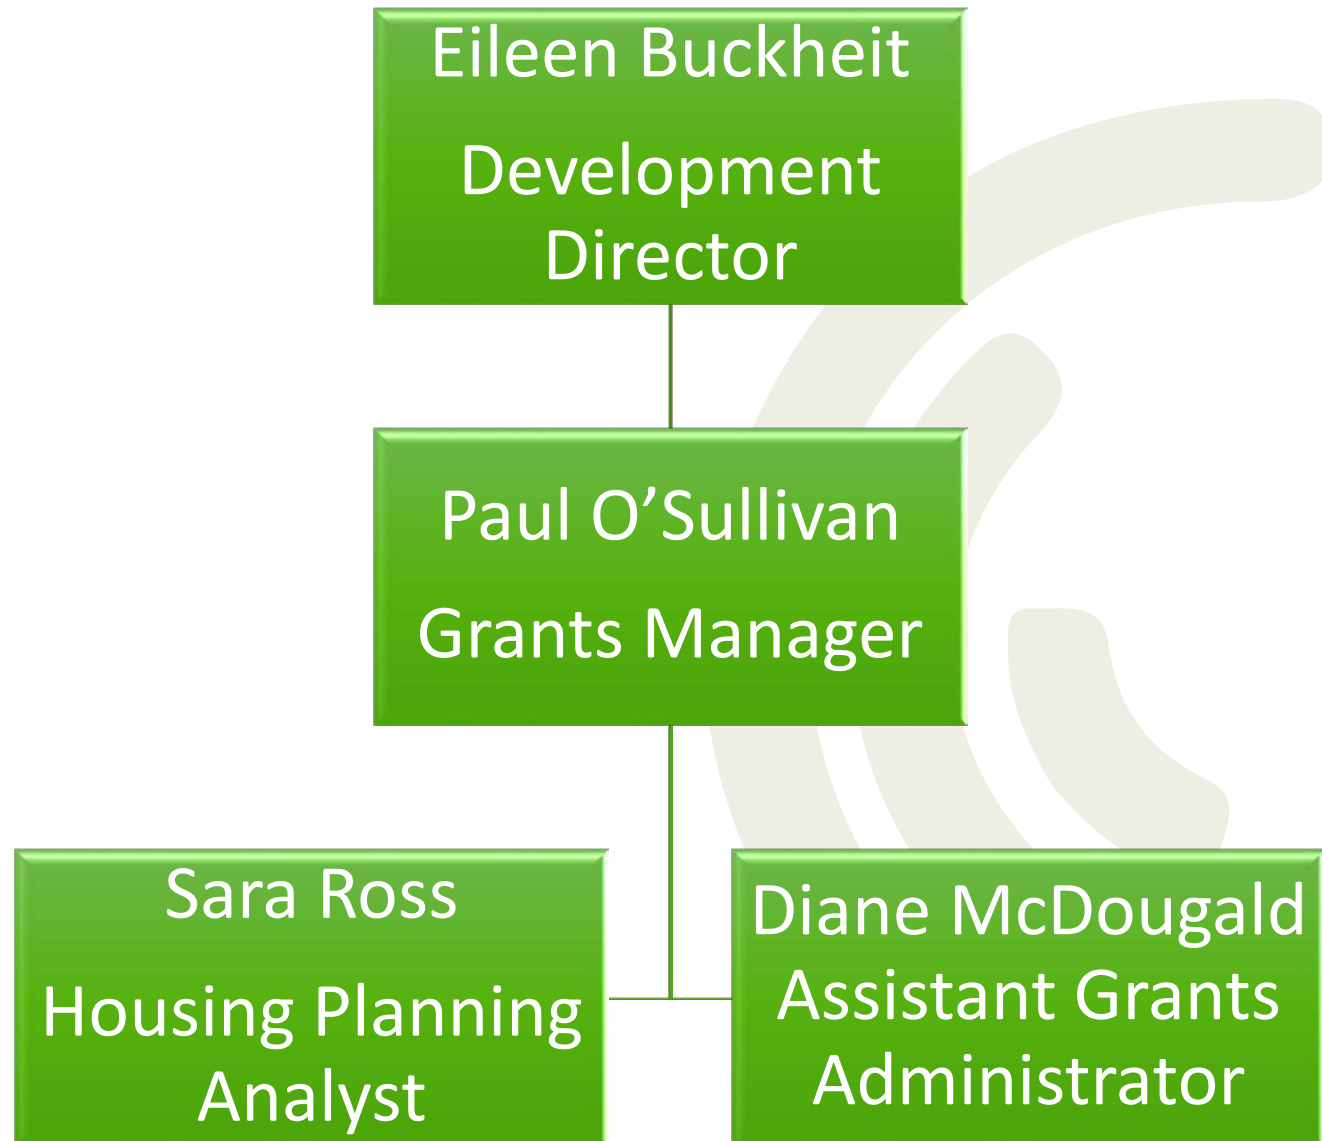 Eileen Buckheit
Development
Director
Paul O’Sullivan
Grants Manager
Sara Ross
Housing Planning
Analyst
Diane McDougald
Assistant Grants
Administrator